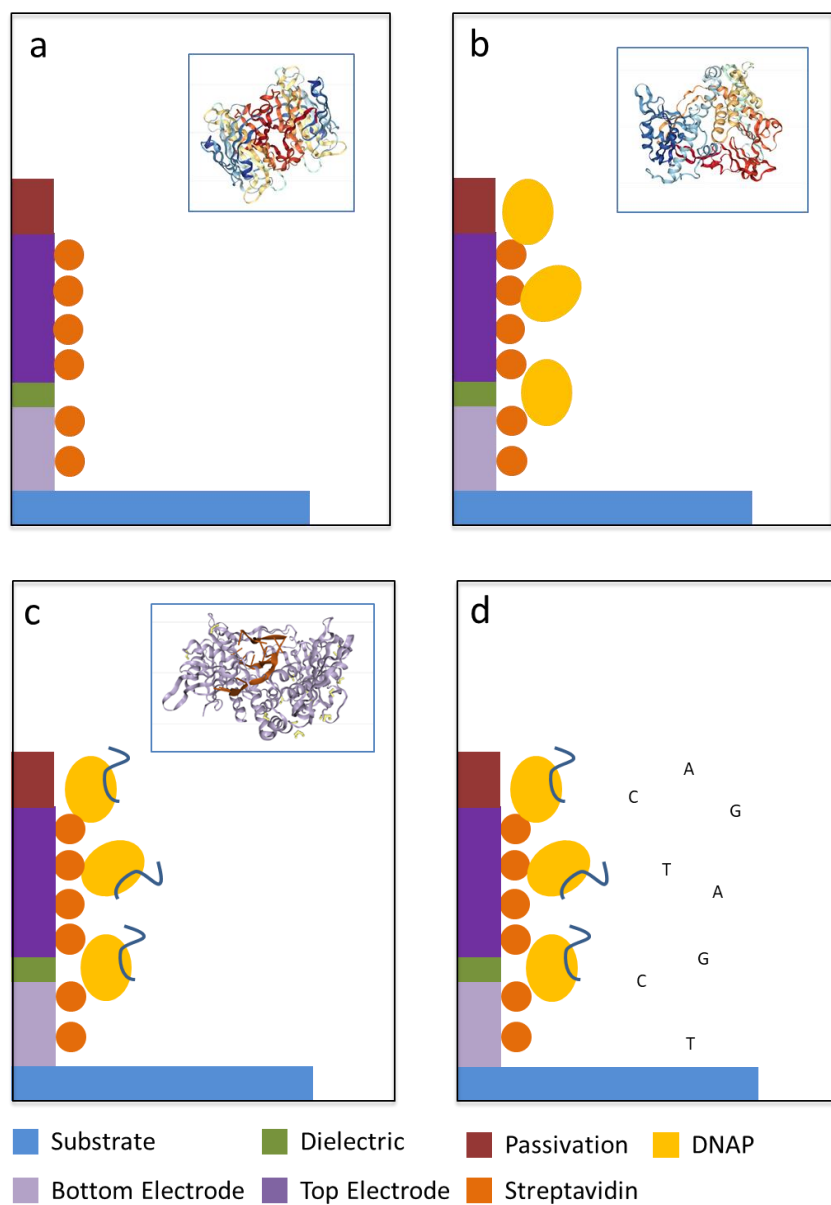 a
b
c
d
A
C
G
T
A
G
C
T
Substrate
Dielectric
Passivation
DNAP
Bottom Electrode
Top Electrode
Streptavidin